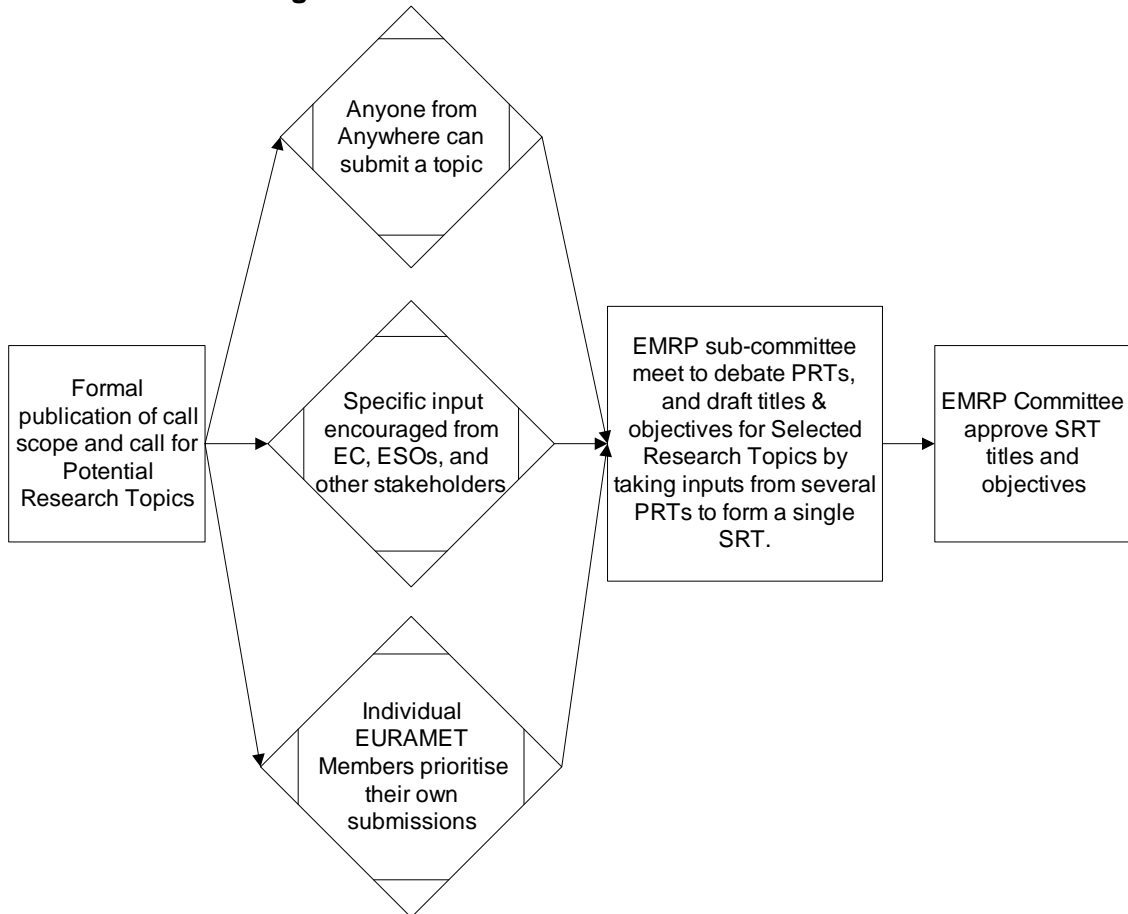 Anyone from
Anywhere can
submit a topic
Formal
publication of call
scope and call for
Potential
Research Topics
Specific input
encouraged from
EC, ESOs, and
other stakeholders
EMRP sub-committee
meet to debate PRTs,
and draft titles &
objectives for Selected
Research Topics by
taking inputs from several
PRTs to form a single
SRT.
EMRP Committee
approve SRT
titles and
objectives
Individual
EURAMET
Members prioritise
their own
submissions